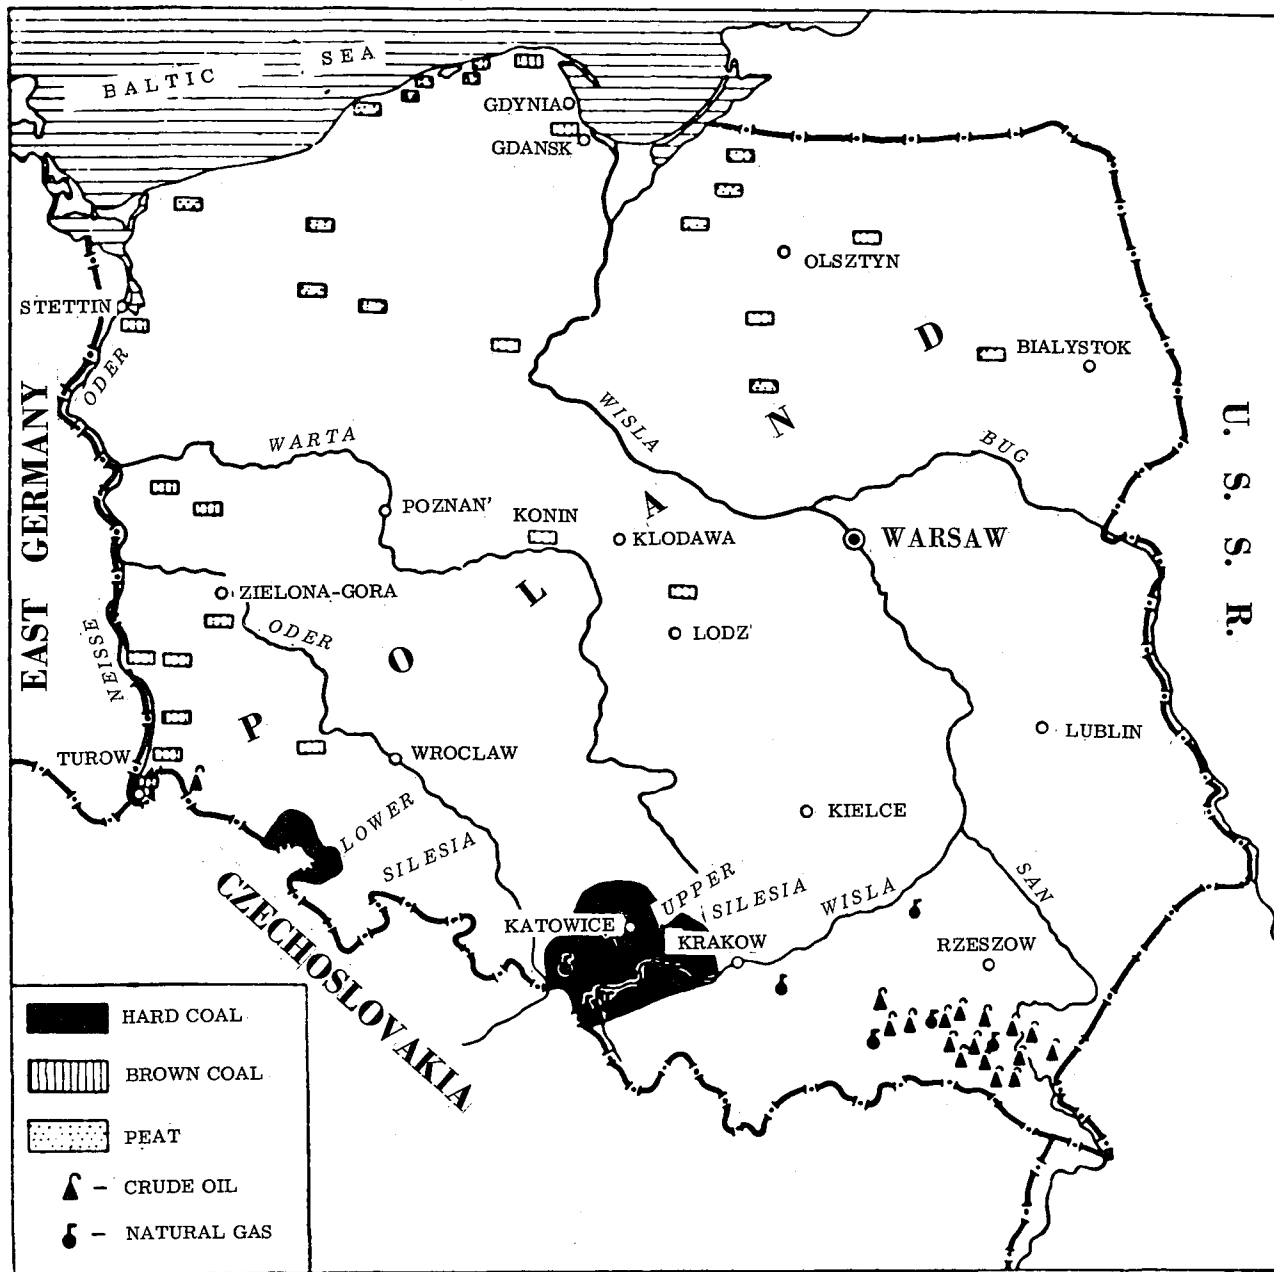 BALTIC SEA
GDYNIA
GDANSK
OLSZTYN
STETTIN
ODER
BIALYSTOK
EAST GERMANY
WARTA
WISLA
BUG
U. S. S. R.
POZNAN'
KONIN
KLODAWA
WARSAW
ZIELONA-GORA
ODER
LODZ'
NEISSE
P O L A N D
LUBLIN
TUROW
WROCLAW
KIELCE
LOWER
SILESIA
UPPER
SILESIA
WISLA
SAN
CZECHOSLOVAKIA
KATOWICE
KRAKOW
RZESZOW
HARD COAL
BROWN COAL
PEAT
– CRUDE OIL
– NATURAL GAS